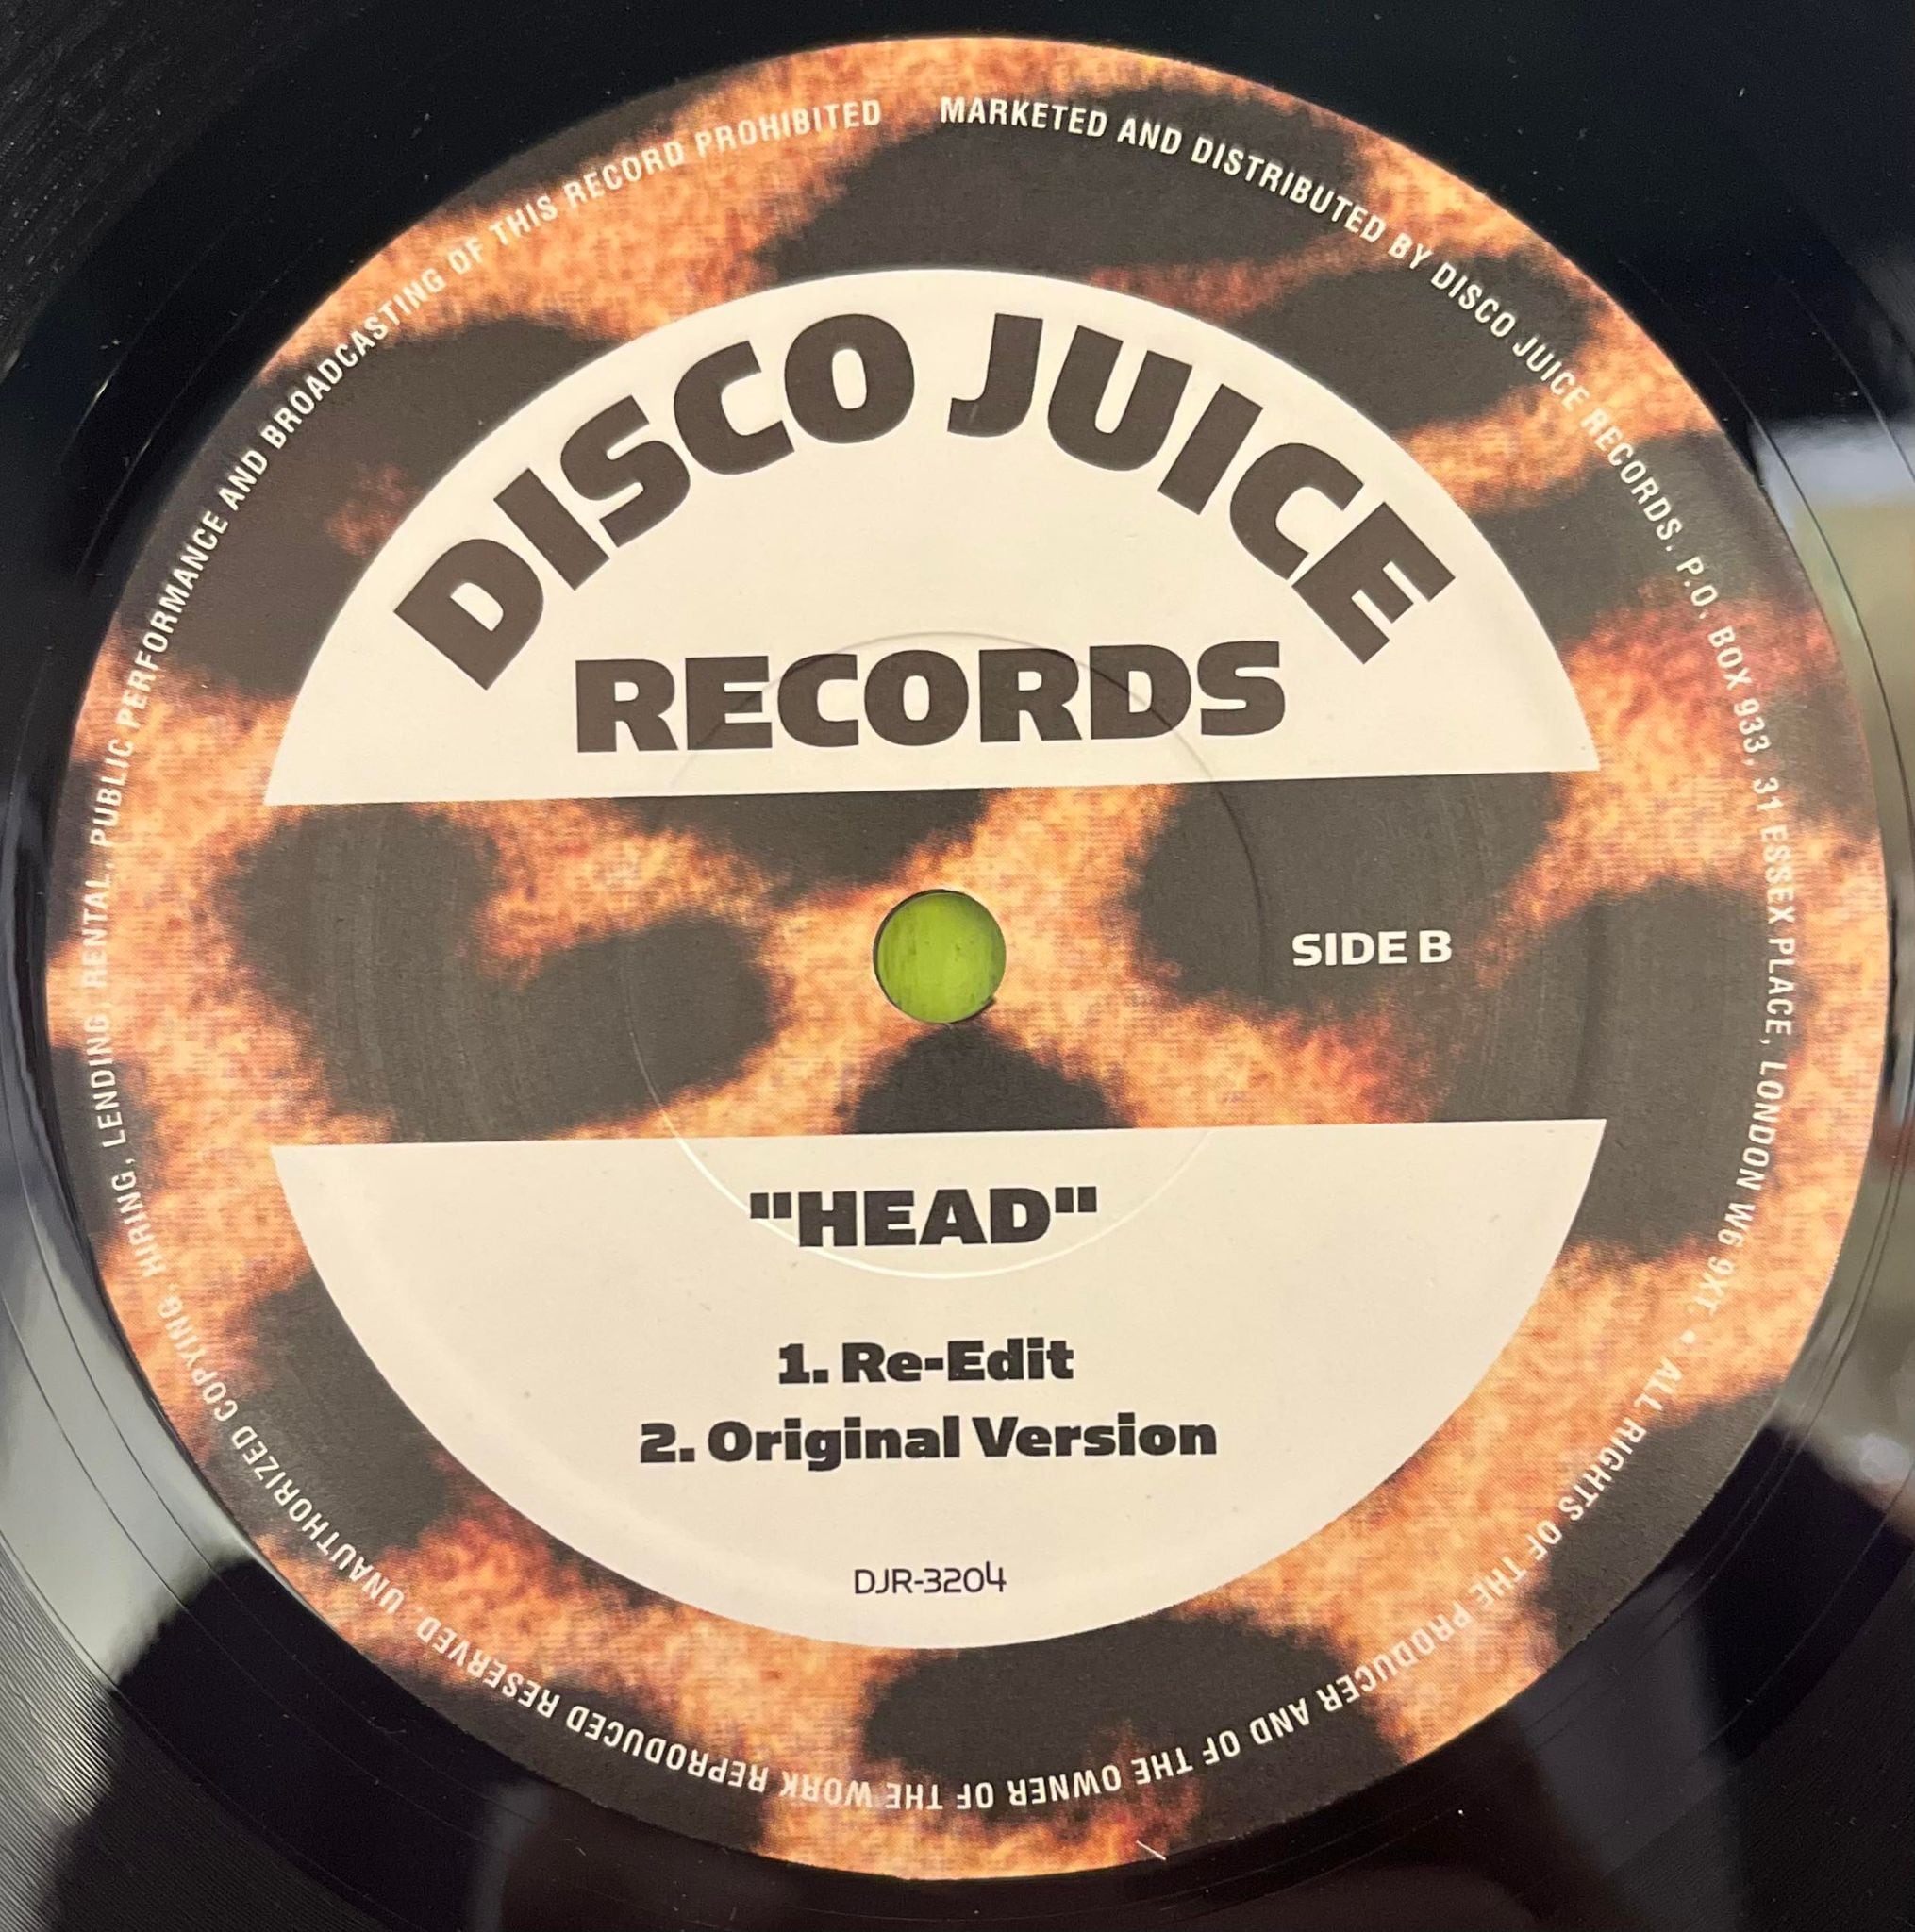 DISCO JUICE
RECORDS
SIDE B
"HEAD"
1. Re-Edit
2. Original Version
DJR-3204
MARKETED AND DISTRIBUTED BY DISCO JUICE RECORDS. P.O. BOX 933, 31 ESSEX PLACE, LONDON W6 9XT. • ALL RIGHTS OF THE PRODUCER AND OF THE OWNER OF THE WORK REPRODUCED RESERVED. UNAUTHORIZED COPYING, HIRING, LENDING, RENTAL, PUBLIC PERFORMANCE AND BROADCASTING OF THIS RECORD PROHIBITED